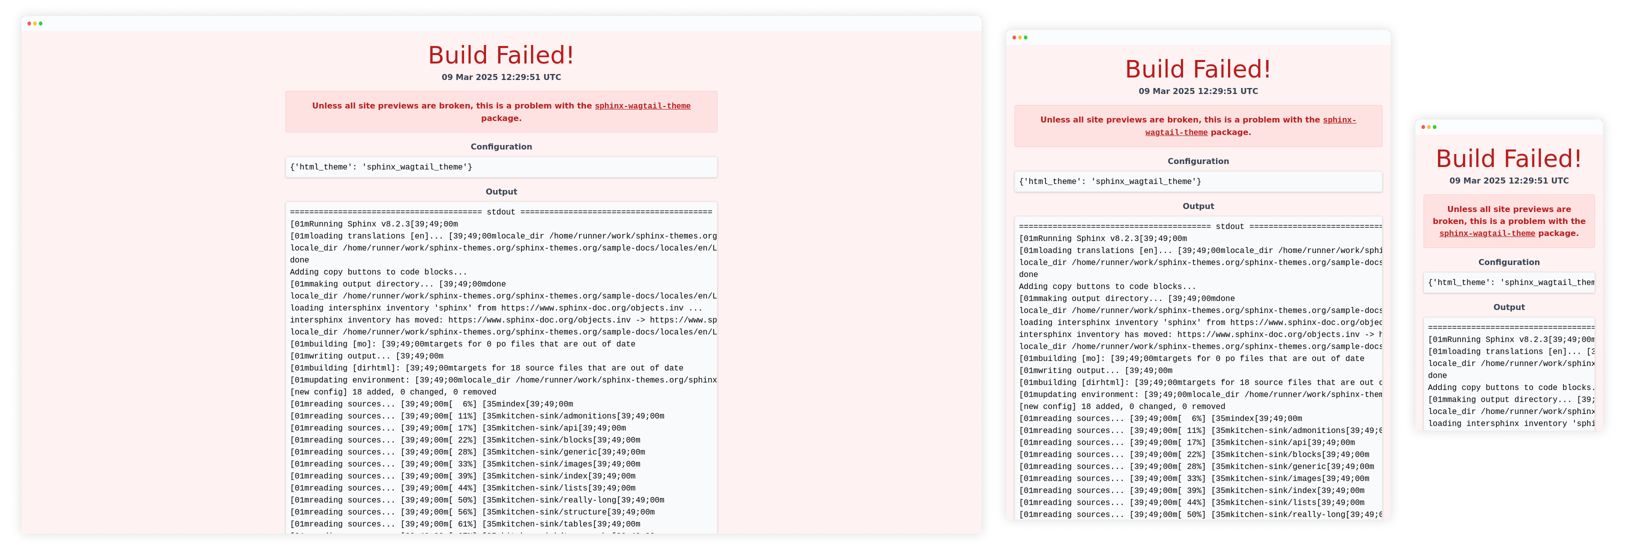 Build Failed!
09 Mar 2025 12:29:51 UTC
Unless all site previews are broken, this is a problem with the sphinx-wagtail-theme
package.
Configuration
{'html_theme': 'sphinx_wagtail_theme'}
Output
======================================== stdout ========================================
[01mRunning Sphinx v8.2.3[39;49;00m
[01mloading translations [en]... [39;49;00mlocale_dir /home/runner/work/sphinx-themes.org
locale_dir /home/runner/work/sphinx-themes.org/sphinx-themes.org/sample-docs/locales/en/L
done
Adding copy buttons to code blocks...
[01mmaking output directory... [39;49;00mdone
locale_dir /home/runner/work/sphinx-themes.org/sphinx-themes.org/sample-docs/locales/en/L
loading intersphinx inventory 'sphinx' from https://www.sphinx-doc.org/objects.inv ...
intersphinx inventory has moved: https://www.sphinx-doc.org/objects.inv -> https://www.sp
locale_dir /home/runner/work/sphinx-themes.org/sphinx-themes.org/sample-docs/locales/en/L
[01mbuilding [mo]: [39;49;00mtargets for 0 po files that are out of date
[01mwriting output... [39;49;00m
[01mbuilding [dirhtml]: [39;49;00mtargets for 18 source files that are out of date
[01mupdating environment: [39;49;00mlocale_dir /home/runner/work/sphinx-themes.org/sphinx
[new config] 18 added, 0 changed, 0 removed
[01mreading sources... [39;49;00m[  6%] [35mindex[39;49;00m
[01mreading sources... [39;49;00m[ 11%] [35mkitchen-sink/admonitions[39;49;00m
[01mreading sources... [39;49;00m[ 17%] [35mkitchen-sink/api[39;49;00m
[01mreading sources... [39;49;00m[ 22%] [35mkitchen-sink/blocks[39;49;00m
[01mreading sources... [39;49;00m[ 28%] [35mkitchen-sink/generic[39;49;00m
[01mreading sources... [39;49;00m[ 33%] [35mkitchen-sink/images[39;49;00m
[01mreading sources... [39;49;00m[ 39%] [35mkitchen-sink/index[39;49;00m
[01mreading sources... [39;49;00m[ 44%] [35mkitchen-sink/lists[39;49;00m
[01mreading sources... [39;49;00m[ 50%] [35mkitchen-sink/really-long[39;49;00m
[01mreading sources... [39;49;00m[ 56%] [35mkitchen-sink/structure[39;49;00m
[01mreading sources... [39;49;00m[ 61%] [35mkitchen-sink/tables[39;49;00m
Build Failed!
09 Mar 2025 12:29:51 UTC
Unless all site previews are broken, this is a problem with the sphinx-
wagtail-theme package.
Configuration
{'html_theme': 'sphinx_wagtail_theme'}
Output
======================================== stdout ============================
[01mRunning Sphinx v8.2.3[39;49;00m
[01mloading translations [en]... [39;49;00mlocale_dir /home/runner/work/sphi
locale_dir /home/runner/work/sphinx-themes.org/sphinx-themes.org/sample-docs
done
Adding copy buttons to code blocks...
[01mmaking output directory... [39;49;00mdone
locale_dir /home/runner/work/sphinx-themes.org/sphinx-themes.org/sample-docs
loading intersphinx inventory 'sphinx' from https://www.sphinx-doc.org/objec
intersphinx inventory has moved: https://www.sphinx-doc.org/objects.inv -> h
locale_dir /home/runner/work/sphinx-themes.org/sphinx-themes.org/sample-docs
[01mbuilding [mo]: [39;49;00mtargets for 0 po files that are out of date
[01mwriting output... [39;49;00m
[01mbuilding [dirhtml]: [39;49;00mtargets for 18 source files that are out o
[01mupdating environment: [39;49;00mlocale_dir /home/runner/work/sphinx-them
[new config] 18 added, 0 changed, 0 removed
[01mreading sources... [39;49;00m[  6%] [35mindex[39;49;00m
[01mreading sources... [39;49;00m[ 11%] [35mkitchen-sink/admonitions[39;49;0
[01mreading sources... [39;49;00m[ 17%] [35mkitchen-sink/api[39;49;00m
[01mreading sources... [39;49;00m[ 22%] [35mkitchen-sink/blocks[39;49;00m
[01mreading sources... [39;49;00m[ 28%] [35mkitchen-sink/generic[39;49;00m
[01mreading sources... [39;49;00m[ 33%] [35mkitchen-sink/images[39;49;00m
[01mreading sources... [39;49;00m[ 39%] [35mkitchen-sink/index[39;49;00m
[01mreading sources... [39;49;00m[ 44%] [35mkitchen-sink/lists[39;49;00m
[01mreading sources... [39;49;00m[ 50%] [35mkitchen-sink/really-long[39;49;0
Build Failed!
09 Mar 2025 12:29:51 UTC
Unless all site previews are
broken, this is a problem with the
sphinx-wagtail-theme package.
Configuration
{'html_theme': 'sphinx_wagtail_them
Output
===================================
[01mRunning Sphinx v8.2.3[39;49;00m
[01mloading translations [en]... [3
locale_dir /home/runner/work/sphinx
done
Adding copy buttons to code blocks.
[01mmaking output directory... [39;
locale_dir /home/runner/work/sphinx
loading intersphinx inventory 'sphi